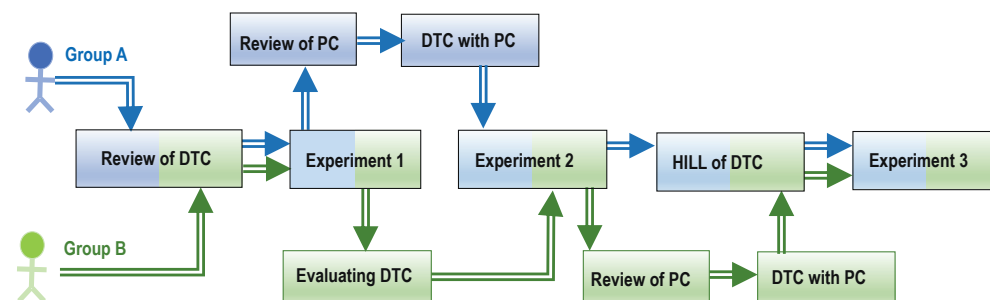 Group A
Review of PC
DTC with PC
Review of DTC
Experiment 1
Experiment 2
HILL of DTC
Experiment 3
Group B
Evaluating DTC
Review of PC
DTC with PC